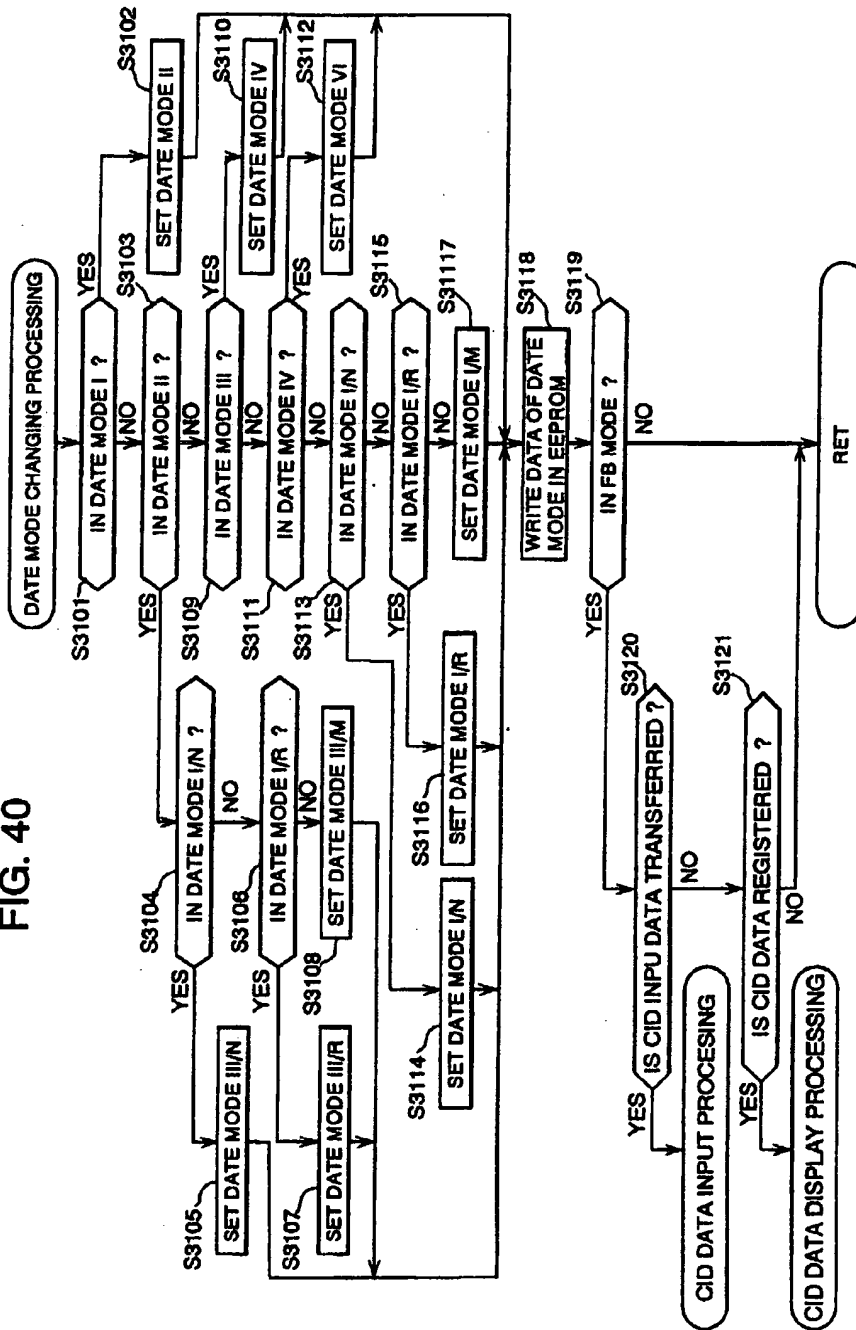 FIG. 40
DATE MODE CHANGING PROCESSING
S3101
IN DATE MODE I ?
YES
NO
S3102
SET DATE MODE II
S3103
IN DATE MODE II ?
YES
NO
S3104
IN DATE MODE I/N ?
YES
NO
S3105
SET DATE MODE III/N
S3106
IN DATE MODE I/R ?
YES
NO
S3107
SET DATE MODE III/R
S3108
SET DATE MODE III/M
S3109
IN DATE MODE III ?
YES
NO
S3110
SET DATE MODE IV
S3111
IN DATE MODE IV ?
YES
NO
S3112
SET DATE MODE VI
S3113
IN DATE MODE I/N ?
YES
NO
S3114
SET DATE MODE I/N
S3115
IN DATE MODE I/R ?
YES
NO
S3116
SET DATE MODE I/R
S31117
SET DATE MODE I/M
S3118
WRITE DATA OF DATE
MODE IN EEPROM
S3119
IN FB MODE ?
YES
NO
S3120
IS CID INPU DATA TRANSFERRED ?
YES
NO
CID DATA INPUT PROCESING
S3121
IS CID DATA REGISTERED ?
YES
NO
CID DATA DISPLAY PROCESSING
RET